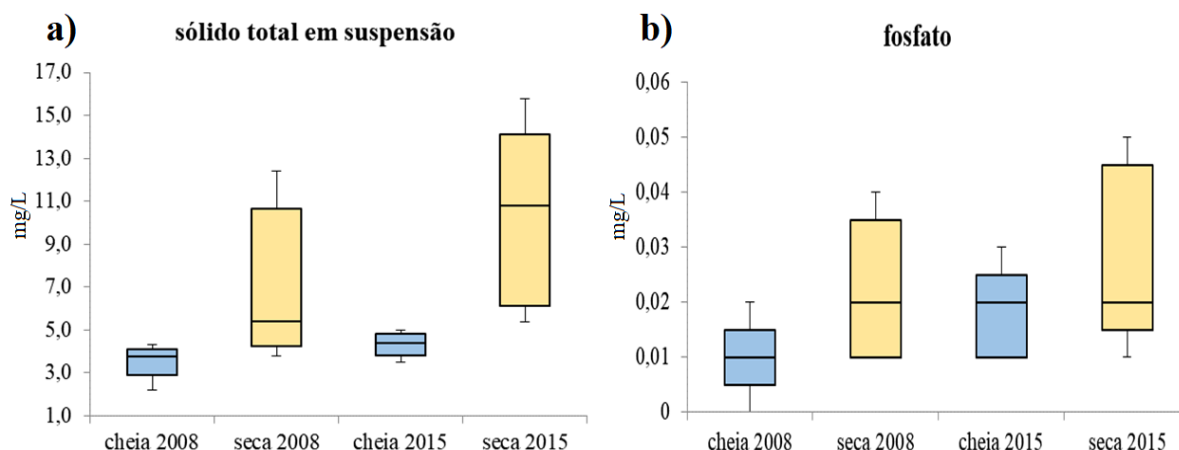 a)
sólido total em suspensão
17,0
15,0
13,0
11,0
9,0
7,0
5,0
3,0
1,0
mg/L
cheia 2008 seca 2008 cheia 2015 seca 2015
b)
fosfato
0,06
0,05
0,04
0,03
0,02
0,01
0
mg/L
cheia 2008 seca 2008 cheia 2015 seca 2015